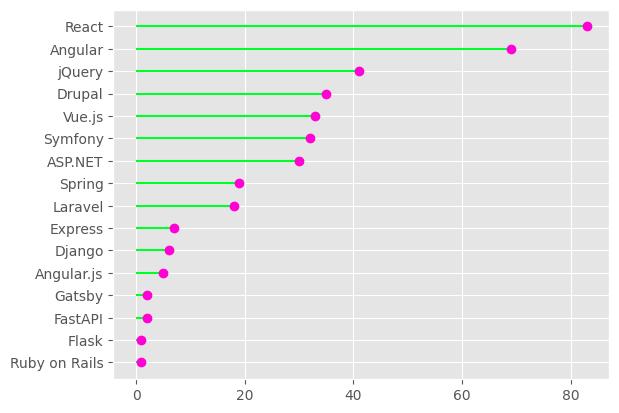 React
Angular
jQuery
Drupal
Vue.js
Symfony
ASP.NET
Spring
Laravel
Express
Django
Angular.js
Gatsby
FastAPI
Flask
Ruby on Rails
0 20 40 60 80